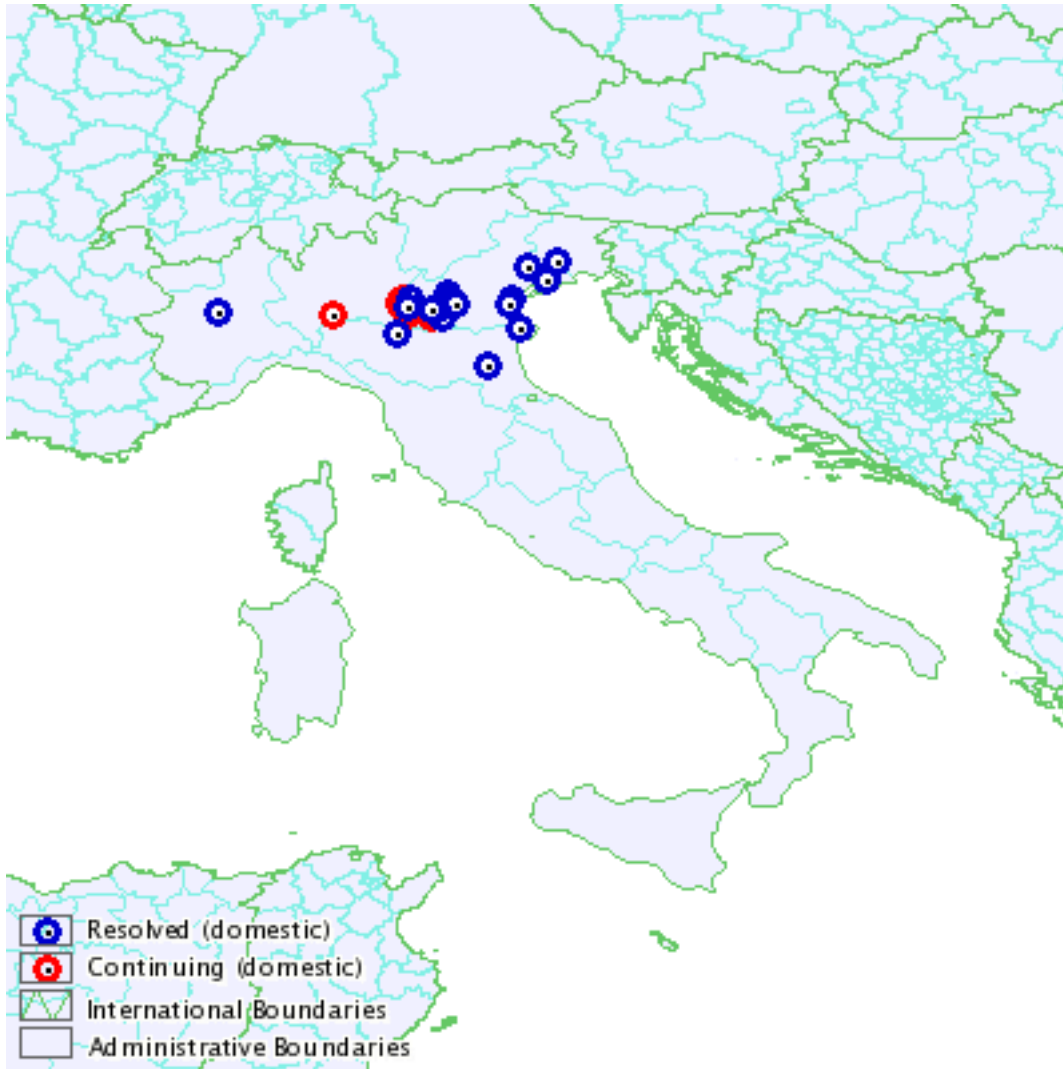 Resolved (domestic)
Continuing (domestic)
International Boundaries
Administrative Boundaries